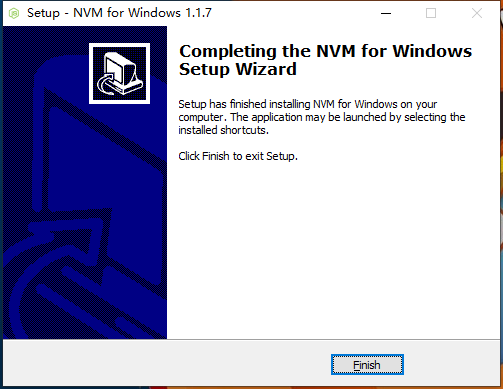 Setup - NVM for Windows 1.1.7
Completing the NVM for Windows
Setup Wizard
Setup has finished installing NVM for Windows on your
computer. The application may be launched by selecting the
installed shortcuts.
Click Finish to exit Setup.
Finish